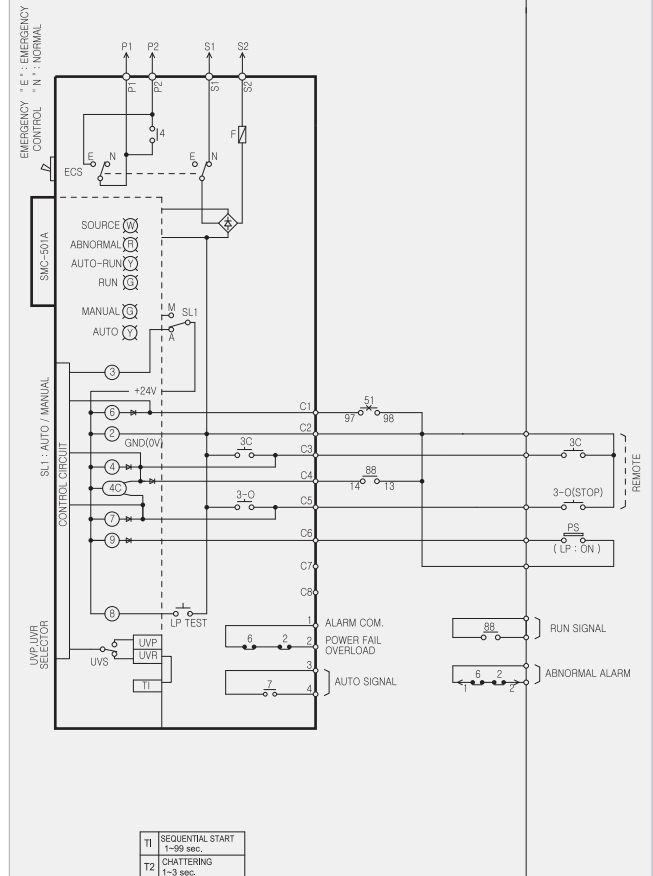 EMERGENCY CONTROL
"E": EMERGENCY
"N": NORMAL
P1 P2 S1 S2
P1 P2 S1 S2
4
F
E N
E N
ECS
SMC-501A
SOURCE W
ABNORMAL R
AUTO-RUN Y
RUN G
MANUAL G
AUTO Y
M
SL1
A
3
+24V
SL1 : AUTO / MANUAL
CONTROL CIRCUIT
6
C1
51
97 98
2
GND(0V)
C2
3C
C3
3C
4
C4
88
14 13
4C
3-O
C5
3-O(STOP)
REMOTE
7
9
C6
PS
( LP : ON )
C7
C8
8
LP TEST
UVP,UVR SELECTOR
UVS
UVP
UVR
TI
1 ALARM COM.
6 2
2 POWER FAIL
OVERLOAD
3
7
4
AUTO SIGNAL
88
RUN SIGNAL
6 2
1 2
ABNORMAL ALARM
TI SEQUENTIAL START
1~99 sec.
T2 CHATTERING
1~3 sec.